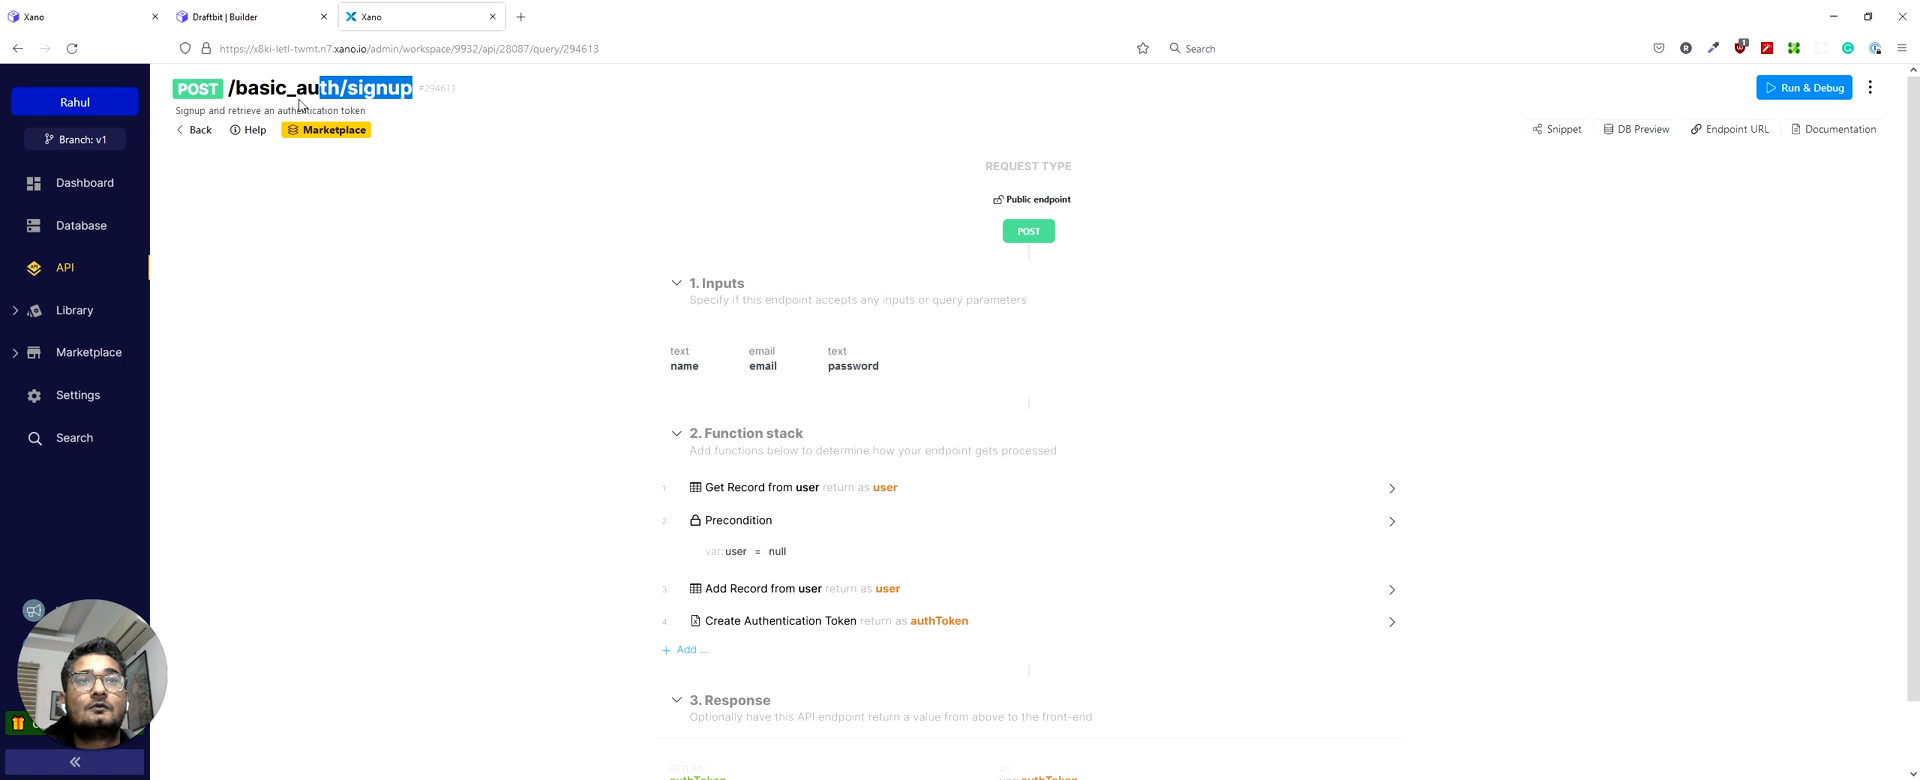 Xano
Draftbit | Builder
Xano
https://x8ki-letl-twmt.n7.xano.io/admin/workspace/9932/api/28087/query/294613
Search
Rahul
Branch: v1
Dashboard
Database
API
Library
Marketplace
Settings
Search
POST /basic_auth/signup #294613
Signup and retrieve an authentication token
Back Help Marketplace
Run & Debug
Snippet DB Preview Endpoint URL Documentation
REQUEST TYPE
Public endpoint
POST
1. Inputs
Specify if this endpoint accepts any inputs or query parameters
text email text
name email password
2. Function stack
Add functions below to determine how your endpoint gets processed
1. Get Record from user return as user
2. Precondition
var: user = null
3. Add Record from user return as user
4. Create Authentication Token return as authToken
+ Add ...
3. Response
Optionally have this API endpoint return a value from above to the front-end
RETURN AS
authToken var: authToken